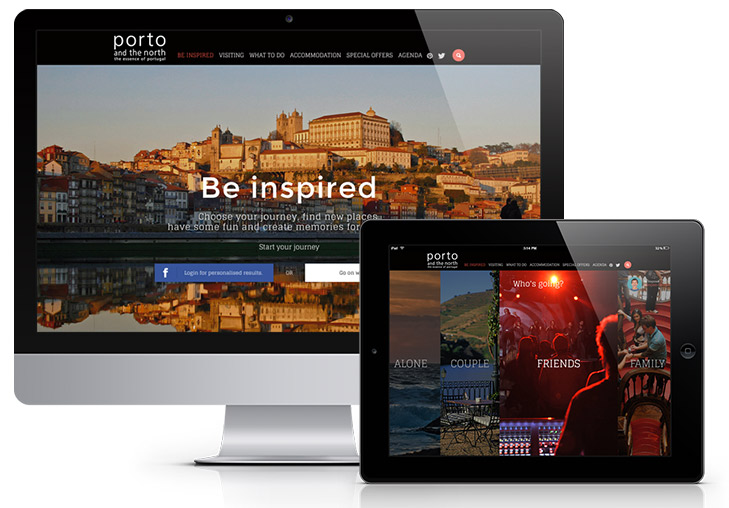 porto
and the north
the essence of portugal
BE INSPIRED VISITING WHAT TO DO ACCOMMODATION SPECIAL OFFERS AGENDA
Be inspired
Choose your journey, find new places,
have some fun and create memories for
Start your journey
f Login for personalised results. OR Go on
iPad 5:14 PM
porto
and the north
the essence of portugal
BE INSPIRED VISITING WHAT TO DO ACCOMMODATION SPECIAL OFFERS AGENDA
Who's going?
ALONE COUPLE FRIENDS FAMILY